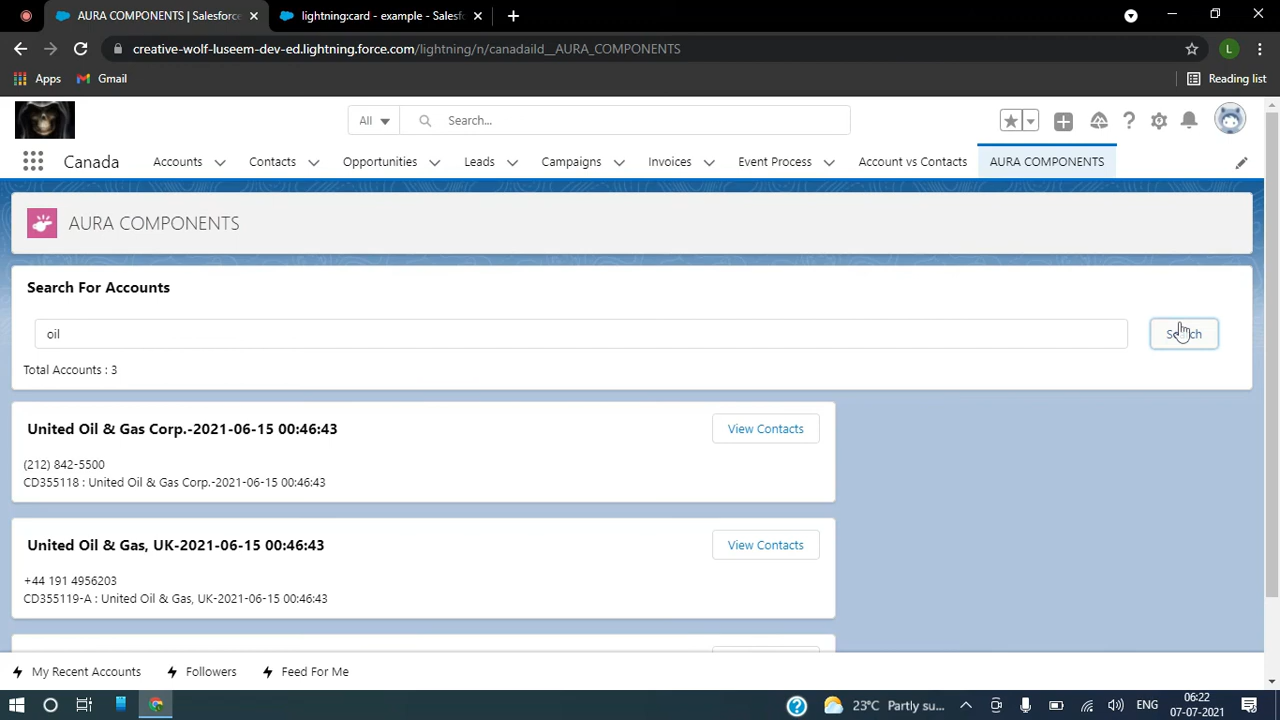 AURA COMPONENTS | Salesforce
lightning:card - example - Salesf
creative-wolf-luseem-dev-ed.lightning.force.com/lightning/n/canadaild__AURA_COMPONENTS
L
Apps Gmail Reading list
All Search...
Canada Accounts Contacts Opportunities Leads Campaigns Invoices Event Process Account vs Contacts AURA COMPONENTS
AURA COMPONENTS
Search For Accounts
oil
Search
Total Accounts : 3
United Oil & Gas Corp.-2021-06-15 00:46:43
View Contacts
(212) 842-5500
CD355118 : United Oil & Gas Corp.-2021-06-15 00:46:43
United Oil & Gas, UK-2021-06-15 00:46:43
View Contacts
+44 191 4956203
CD355119-A : United Oil & Gas, UK-2021-06-15 00:46:43
My Recent Accounts Followers Feed For Me
23°C Partly su... ENG
06:22
07-07-2021